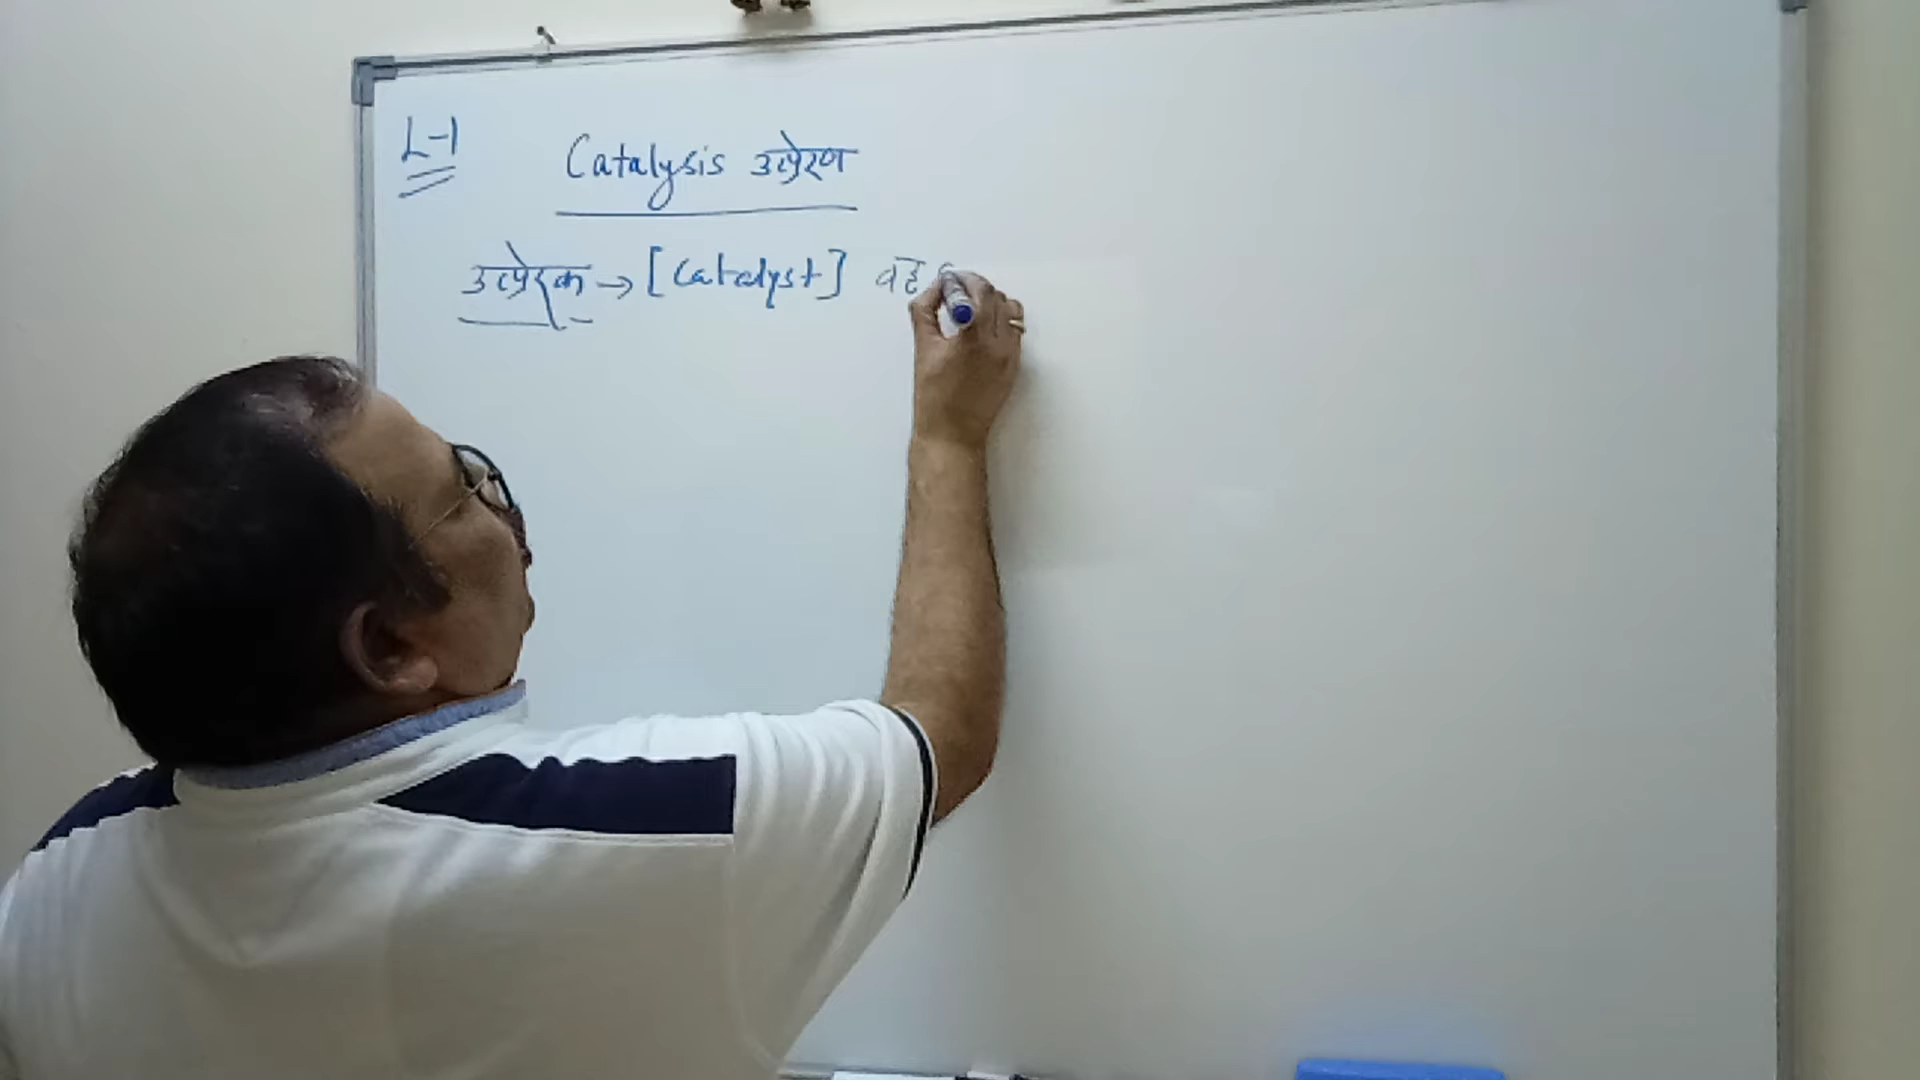 L-1
Catalysis उत्प्रेरण
उत्प्रेरक → [Catalyst] वह